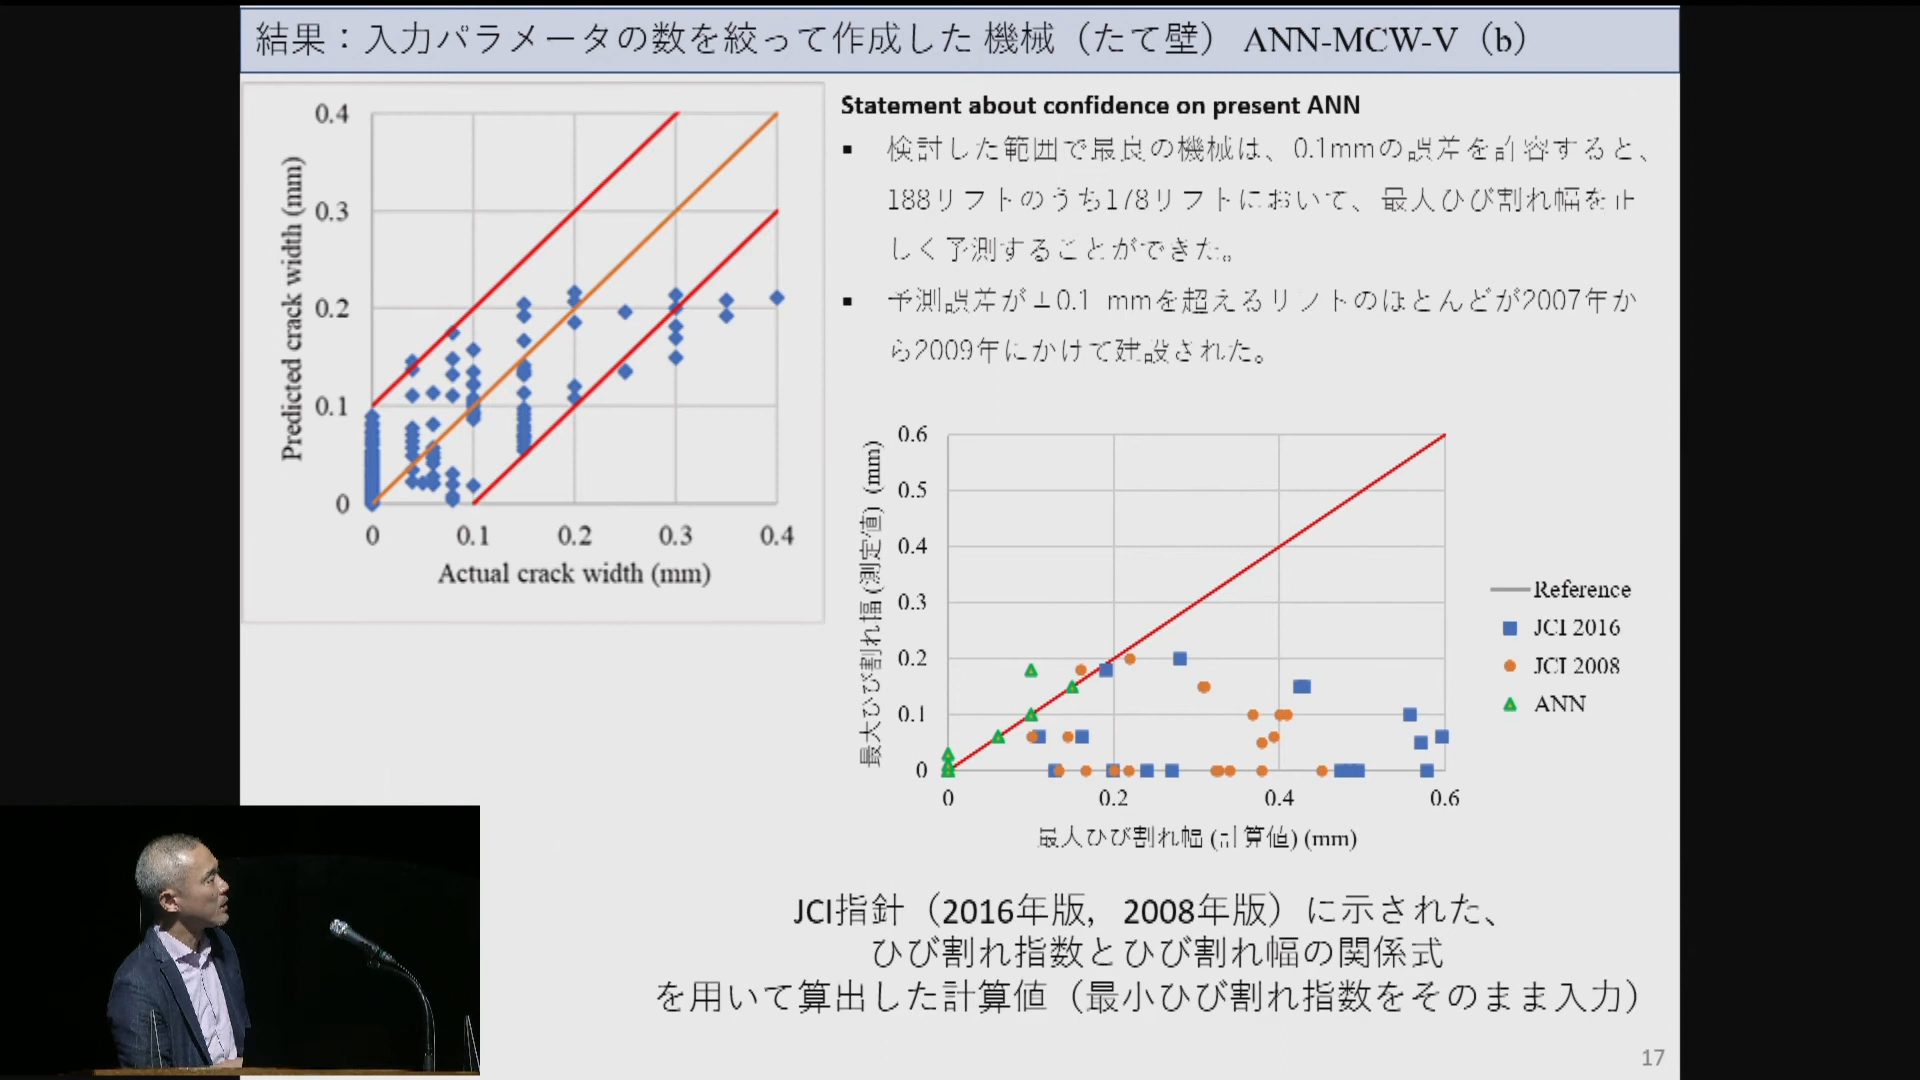 結果：入力パラメータの数を絞って作成した 機械（たて壁） ANN-MCW-V（b）
Predicted crack width (mm)
0.4
0.3
0.2
0.1
0
0
0.1
0.2
0.3
0.4
Actual crack width (mm)
Statement about confidence on present ANN
▪ 検討した範囲で最良の機械は、0.1mmの誤差を許容すると、
188リフトのうち178リフトにおいて、最大ひび割れ幅を正
しく予測することができた。
▪ 予測誤差が±0.1 mmを超えるリフトのほとんどが2007年か
ら2009年にかけて建設された。
最大ひび割れ幅 (測定値) (mm)
0.6
0.5
0.4
0.3
0.2
0.1
0
0
0.2
0.4
0.6
最大ひび割れ幅 (計算値) (mm)
Reference
JCI 2016
JCI 2008
ANN
JCI指針（2016年版，2008年版）に示された、
ひび割れ指数とひび割れ幅の関係式
を用いて算出した計算値（最小ひび割れ指数をそのまま入力）
17